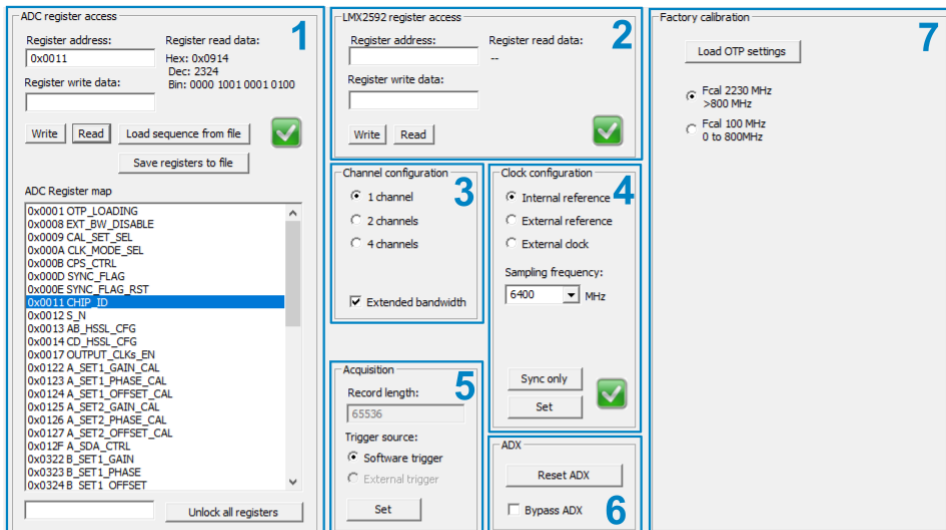 ADC register access
1
Register address:
Register read data:
0x0011
Hex: 0x0914
Dec: 2324
Bin: 0000 1001 0001 0100
Register write data:
Write
Read
Load sequence from file
Save registers to file
ADC Register map
0x0001 OTP_LOADING
0x0008 EXT_BW_DISABLE
0x0009 CAL_SET_SEL
0x000A CLK_MODE_SEL
0x000B CPS_CTRL
0x000D SYNC_FLAG
0x000E SYNC_FLAG_RST
0x0011 CHIP_ID
0x0012 S_N
0x0013 AB_HSSL_CFG
0x0014 CD_HSSL_CFG
0x0017 OUTPUT_CLKs_EN
0x0122 A_SET1_GAIN_CAL
0x0123 A_SET1_PHASE_CAL
0x0124 A_SET1_OFFSET_CAL
0x0125 A_SET2_GAIN_CAL
0x0126 A_SET2_PHASE_CAL
0x0127 A_SET2_OFFSET_CAL
0x012F A_SDA_CTRL
0x0322 B_SET1_GAIN
0x0323 B_SET1_PHASE
0x0324 B_SET1_OFFSET
Unlock all registers
LMX2592 register access
2
Register address:
Register read data:
--
Register write data:
Write
Read
Channel configuration
3
1 channel
2 channels
4 channels
Extended bandwidth
Clock configuration
4
Internal reference
External reference
External clock
Sampling frequency:
6400
MHz
Sync only
Set
Acquisition
5
Record length:
65536
Trigger source:
Software trigger
External trigger
Set
ADX
Reset ADX
Bypass ADX
6
Factory calibration
7
Load OTP settings
Fcal 2230 MHz
>800 MHz
Fcal 100 MHz
0 to 800MHz